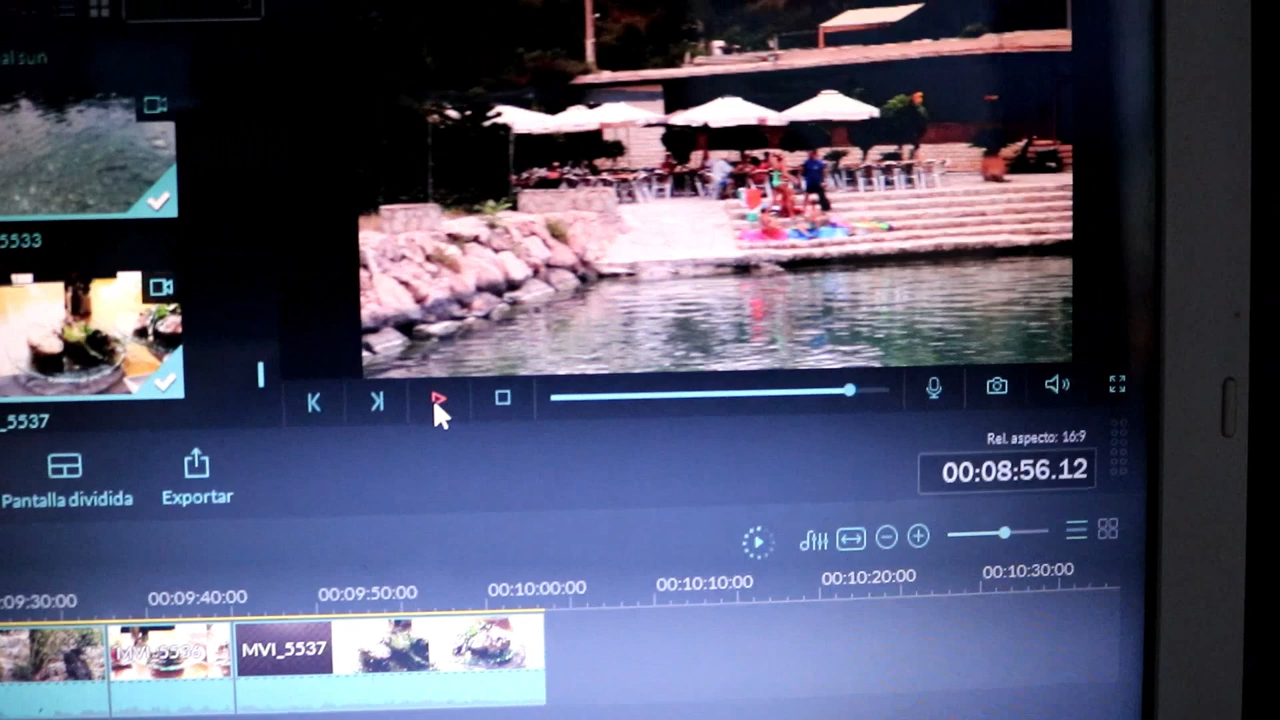 al sun
5533
_5537
Rel. aspecto: 16:9
00:08:56.12
Pantalla dividida
Exportar
:09:30:00
00:09:40:00
00:09:50:00
00:10:00:00
00:10:10:00
00:10:20:00
00:10:30:00
MVI_5536
MVI_5537